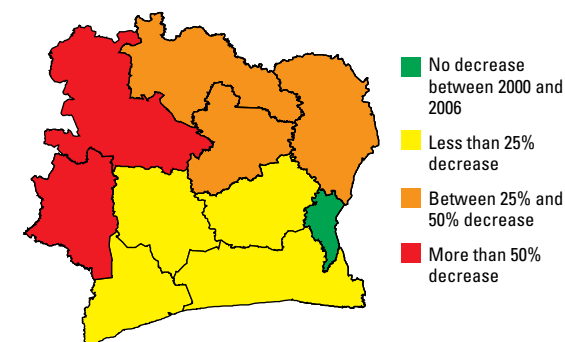 No decrease
between 2000 and
2006
Less than 25%
decrease
Between 25% and
50% decrease
More than 50%
decrease